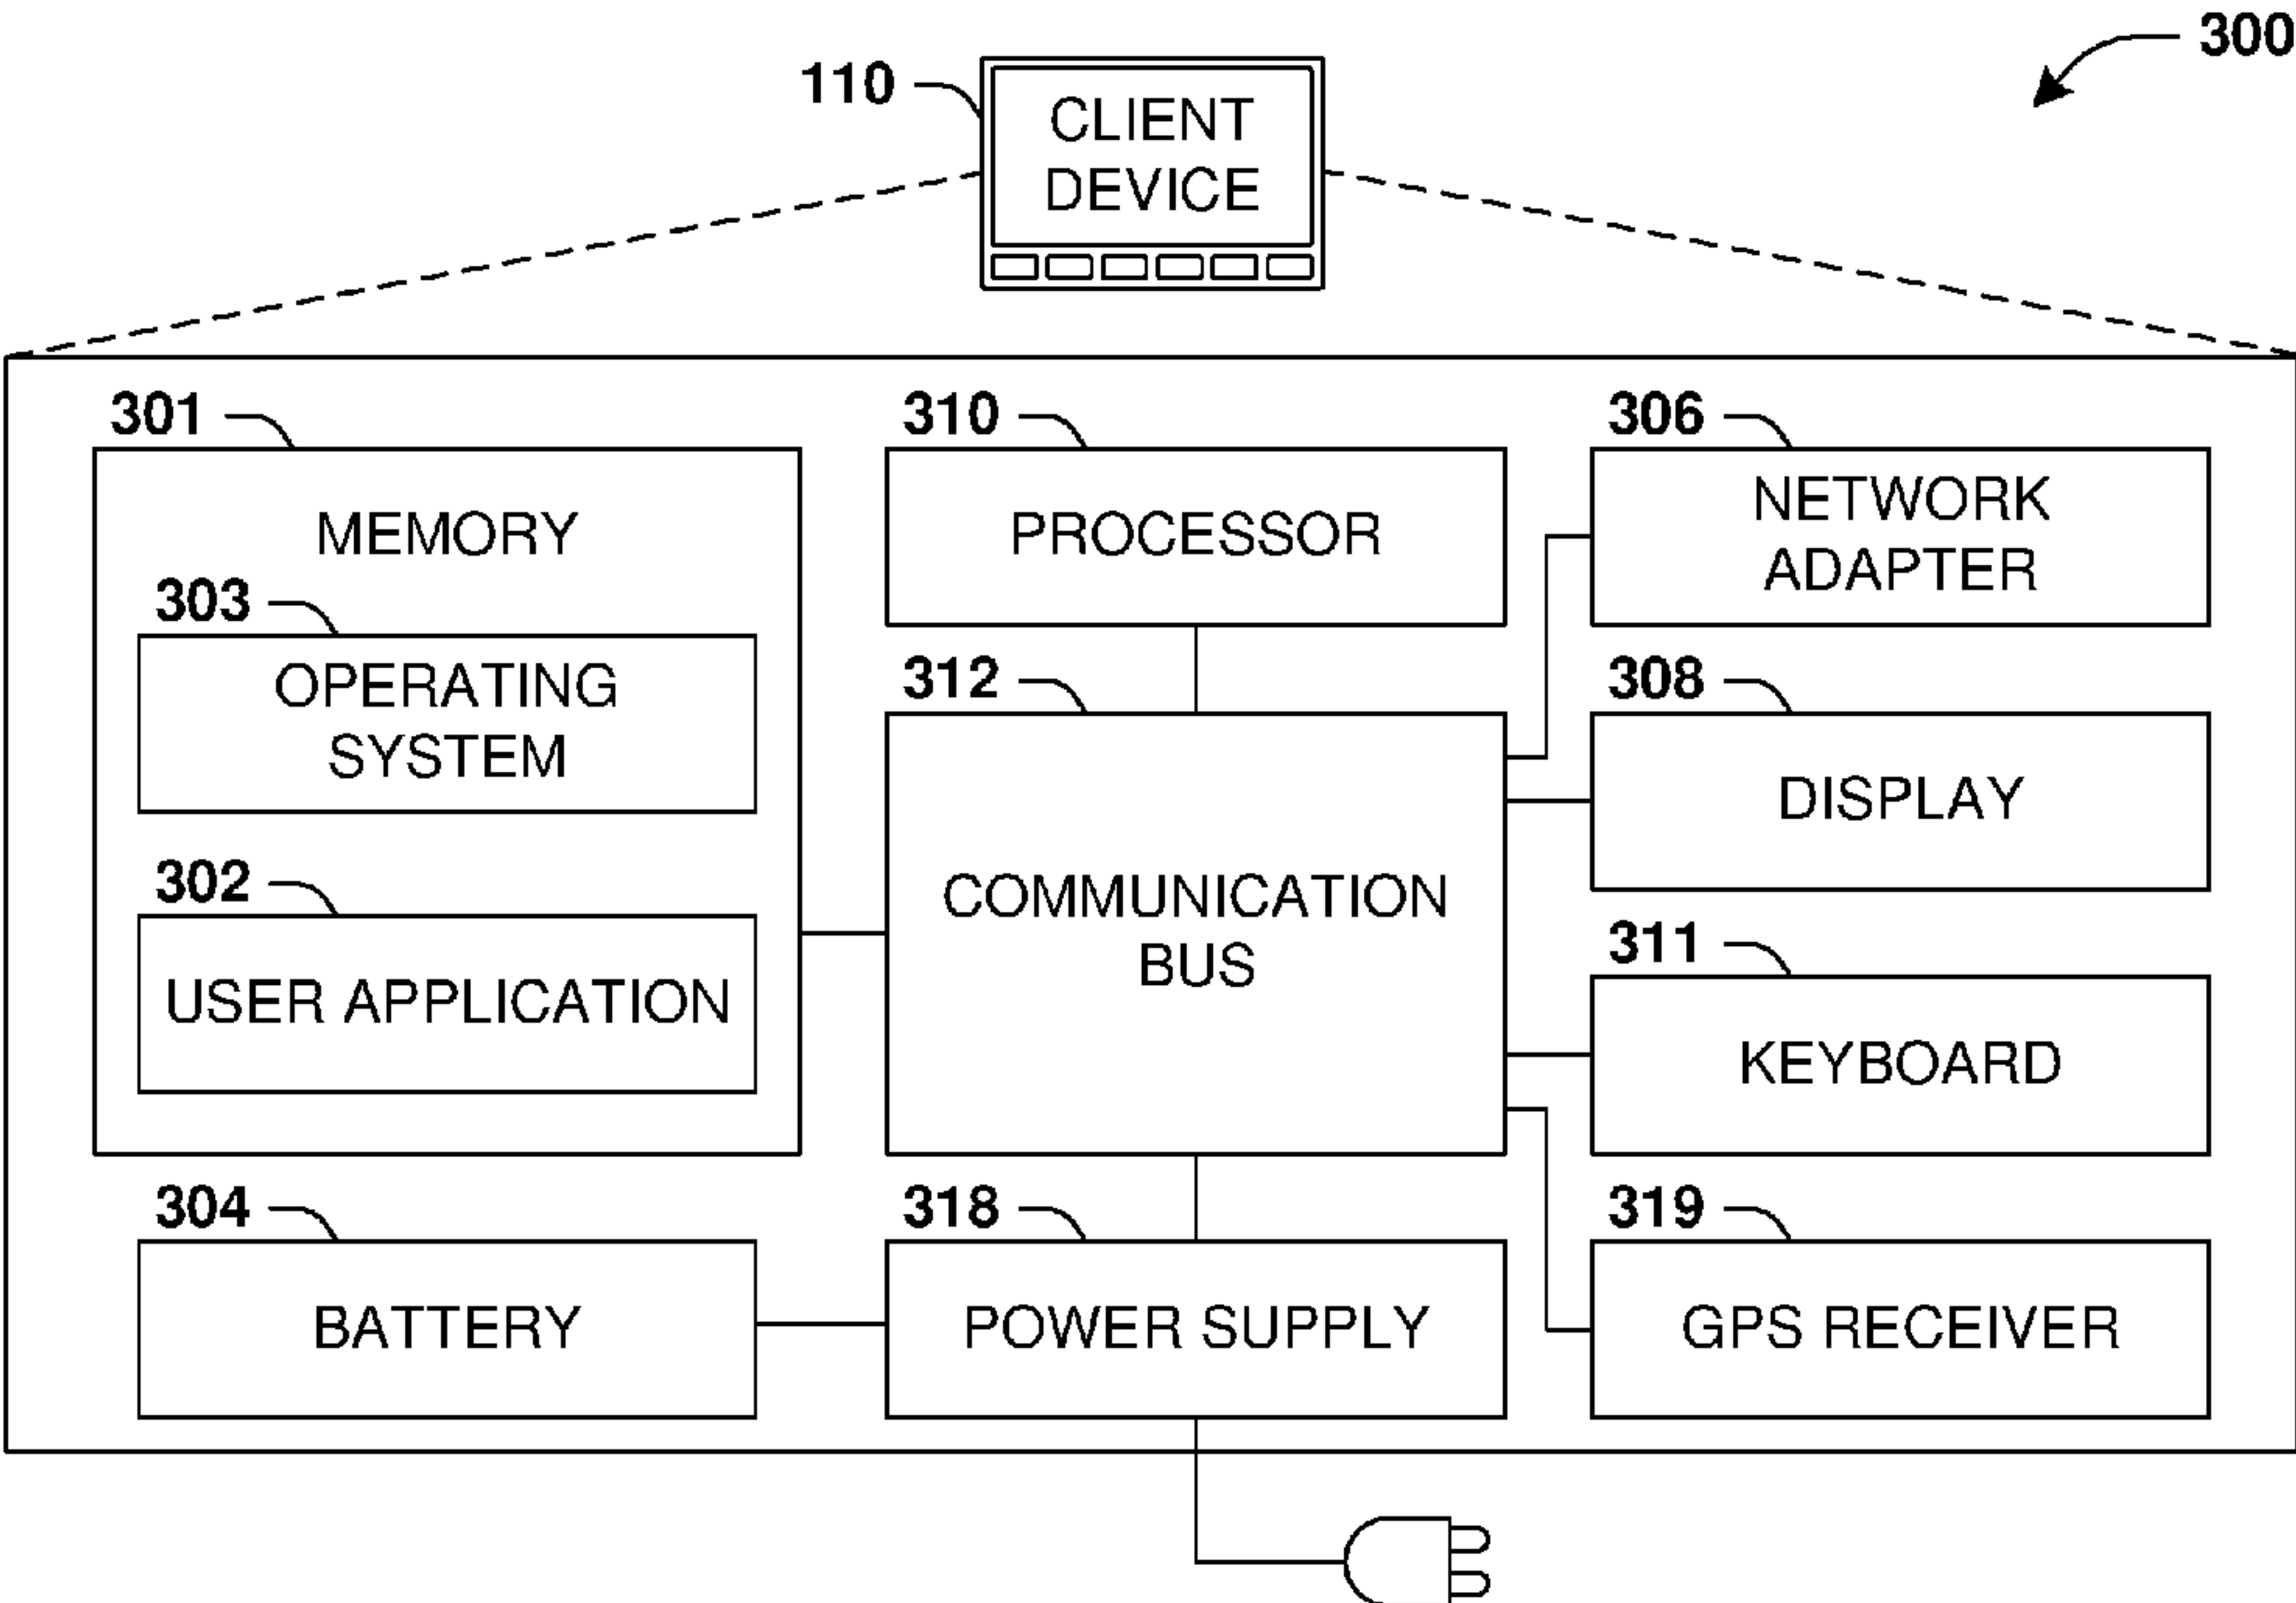 300
110
CLIENT
DEVICE
301
MEMORY
303
OPERATING
SYSTEM
302
USER APPLICATION
304
BATTERY
310
PROCESSOR
312
COMMUNICATION
BUS
318
POWER SUPPLY
306
NETWORK
ADAPTER
308
DISPLAY
311
KEYBOARD
319
GPS RECEIVER